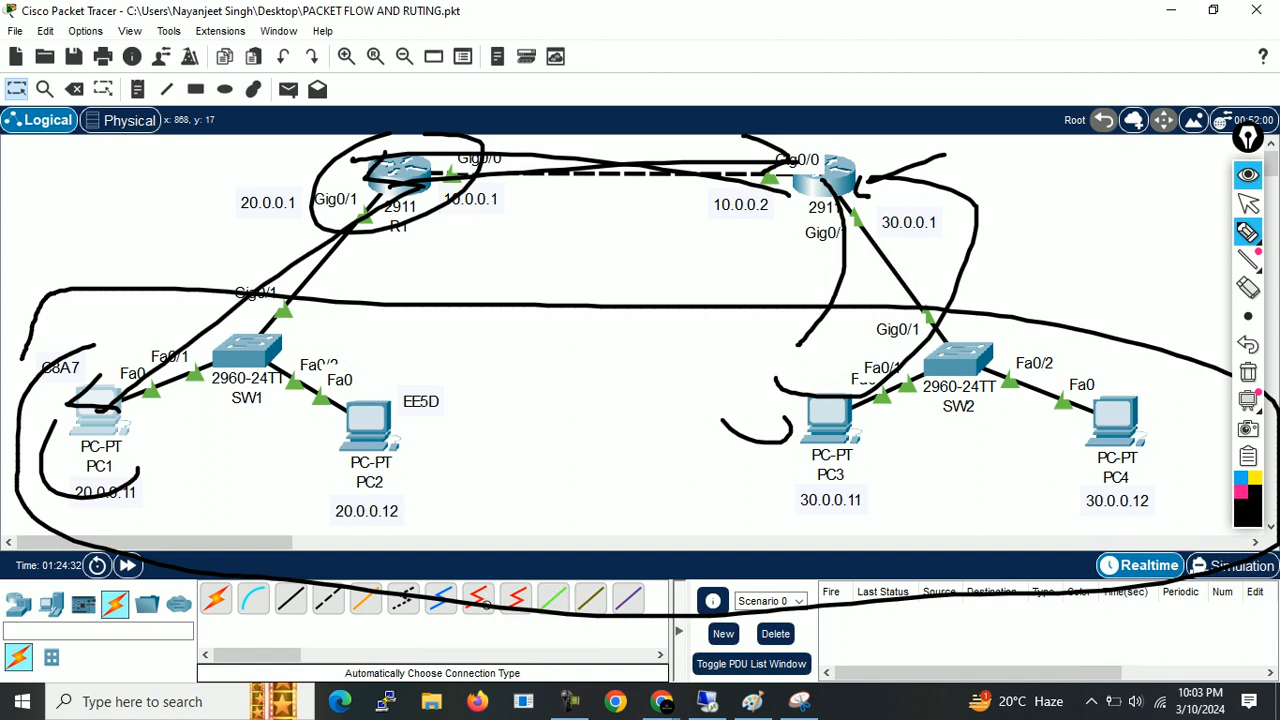 Cisco Packet Tracer - C:\Users\Nayanjeet Singh\Desktop\PACKET FLOW AND RUTING.pkt
File Edit Options View Tools Extensions Window Help
Logical Physical x: 868, y: 17 Root 00:52:00
Gig0/0 Gig0/0
20.0.0.1 Gig0/1 10.0.0.1 10.0.0.2 30.0.0.1
2911
R1
Gig0/1
Gig0/1
C8A7 Fa0/1 Fa0
2960-24TT
SW1
Fa0/2
Fa0
EE5D
Fa0/1
2960-24TT
SW2
Fa0/2
Fa0
PC-PT
PC1
20.0.0.11
PC-PT
PC2
20.0.0.12
PC-PT
PC3
30.0.0.11
PC-PT
PC4
30.0.0.12
Time: 01:24:32 Realtime Simulation
Scenario 0
Fire Last Status Source Destination Type Color Time(sec) Periodic Num Edit
New Delete
Toggle PDU List Window
Automatically Choose Connection Type
Type here to search
1
20°C Haze
10:03 PM
3/10/2024